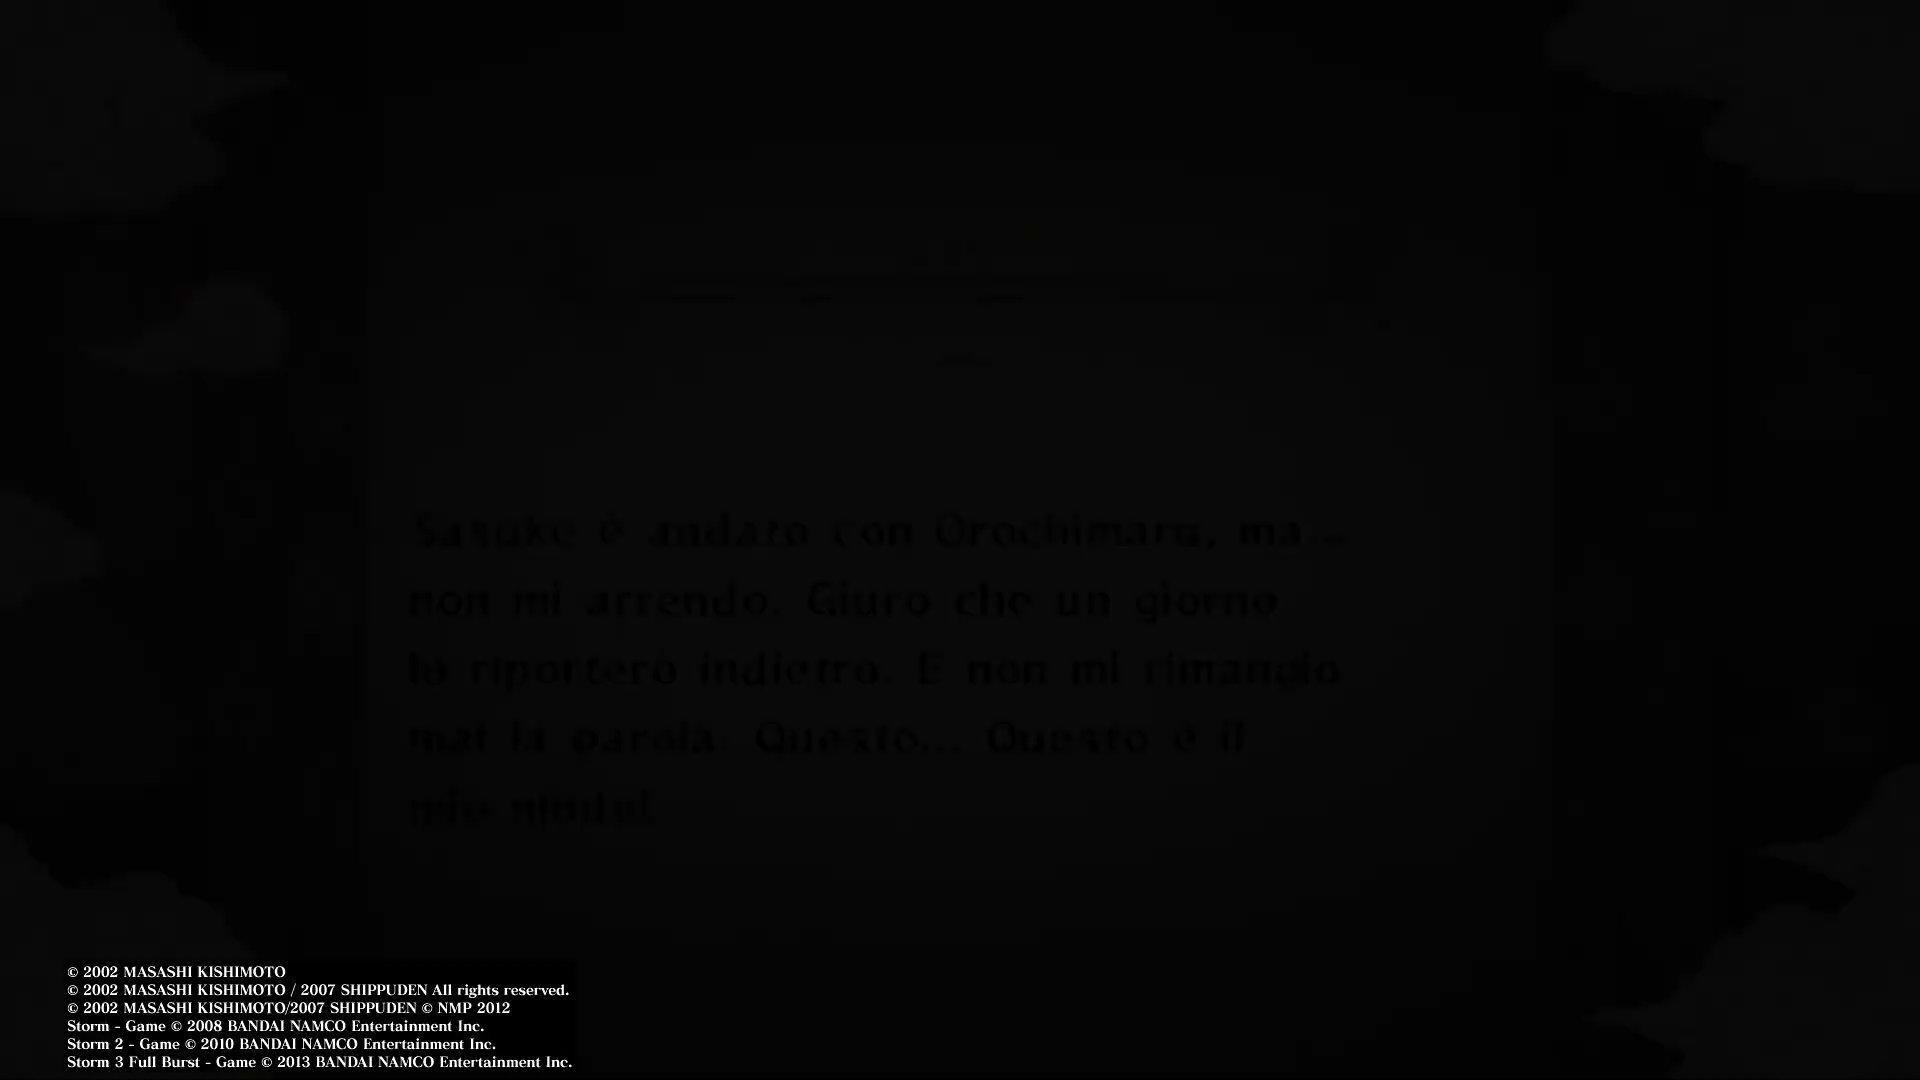 Sasuke è andato con Orochimaru, ma...
non mi arrendo. Giuro che un giorno
lo riporterò indietro. E non mi rimangio
mai la parola. Questo... Questo è il
mio nindo!
© 2002 MASASHI KISHIMOTO
© 2002 MASASHI KISHIMOTO / 2007 SHIPPUDEN All rights reserved.
© 2002 MASASHI KISHIMOTO/2007 SHIPPUDEN © NMP 2012
Storm - Game © 2008 BANDAI NAMCO Entertainment Inc.
Storm 2 - Game © 2010 BANDAI NAMCO Entertainment Inc.
Storm 3 Full Burst - Game © 2013 BANDAI NAMCO Entertainment Inc.